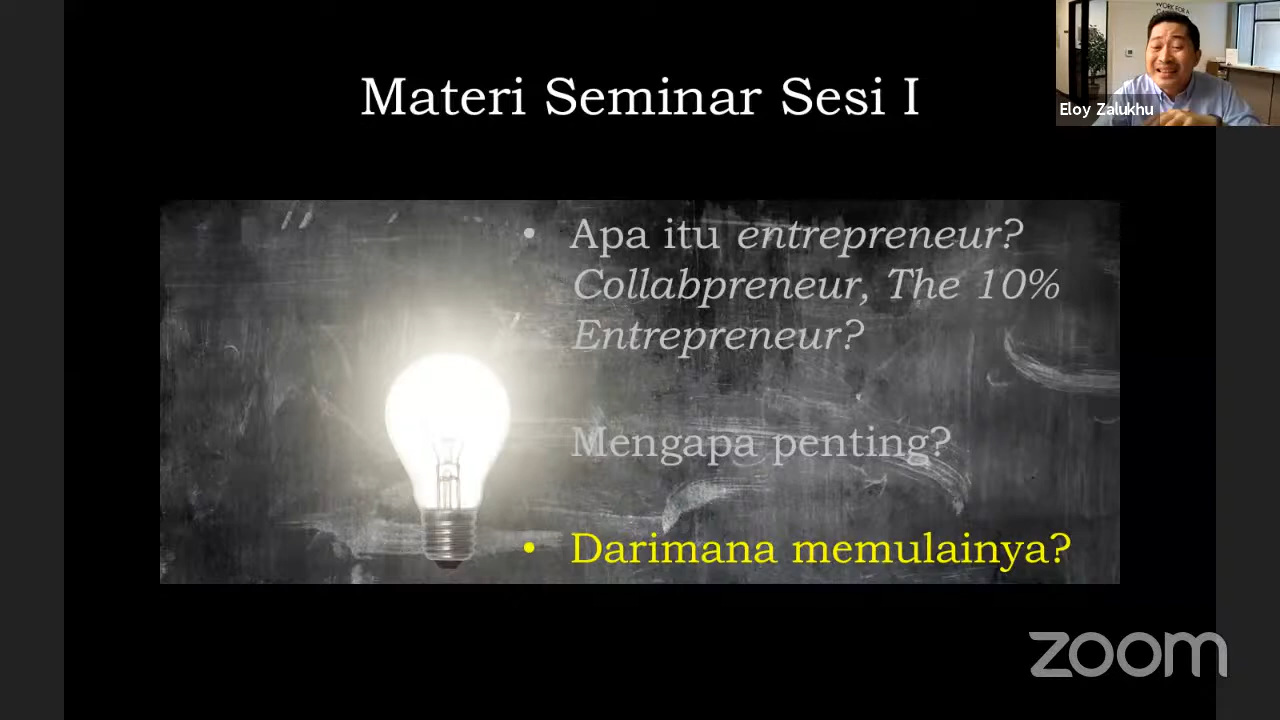 Materi Seminar Sesi I
Eloy Zalukhu
• Apa itu entrepreneur?
Collabpreneur, The 10%
Entrepreneur?
Mengapa penting?
• Darimana memulainya?
zoom